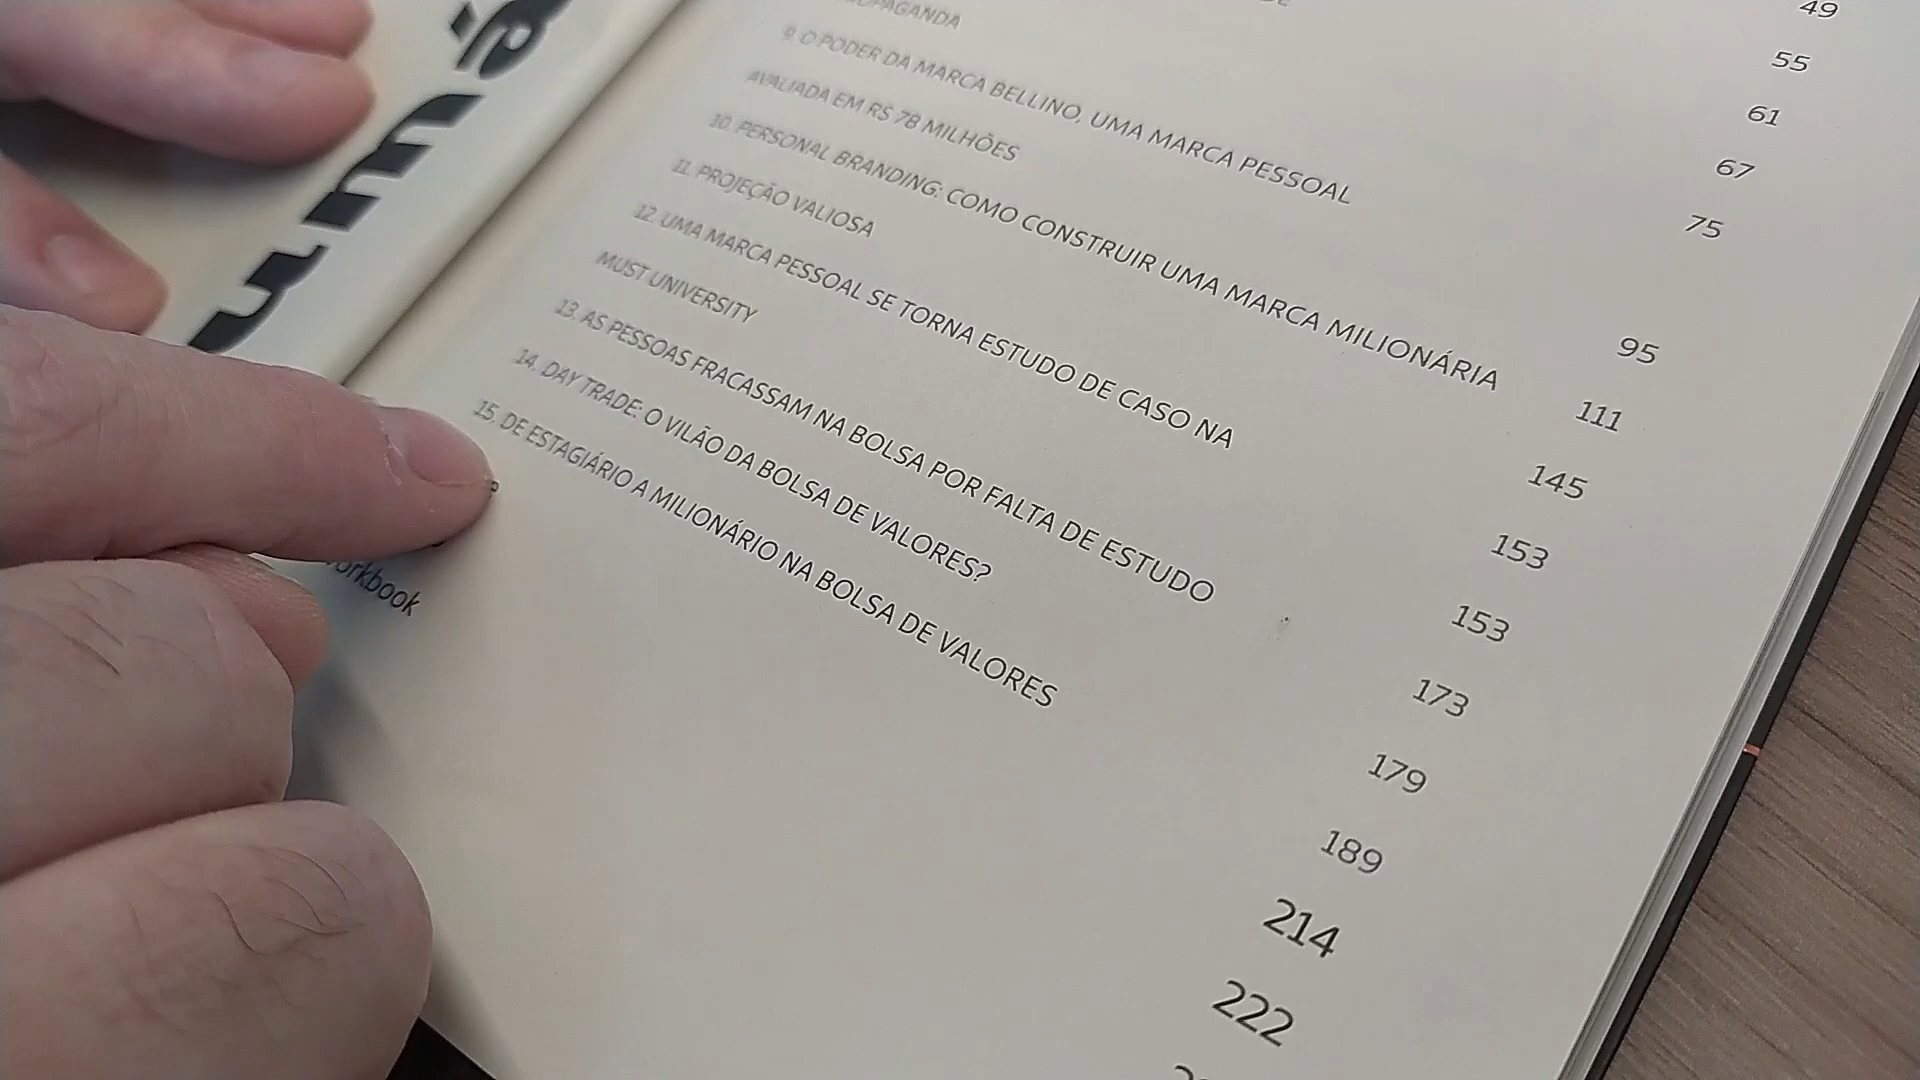 49
55
9. O PODER DA MARCA BELLINO, UMA MARCA PESSOAL
61
AVALIADA EM R$ 78 MILHÕES
67
10. PERSONAL BRANDING: COMO CONSTRUIR UMA MARCA MILIONÁRIA
75
11. PROJEÇÃO VALIOSA
95
12. UMA MARCA PESSOAL SE TORNA ESTUDO DE CASO NA
111
MUST UNIVERSITY
145
13. AS PESSOAS FRACASSAM NA BOLSA POR FALTA DE ESTUDO
153
14. DAY TRADE: O VILÃO DA BOLSA DE VALORES?
153
15. DE ESTAGIÁRIO A MILIONÁRIO NA BOLSA DE VALORES
173
179
189
214
222